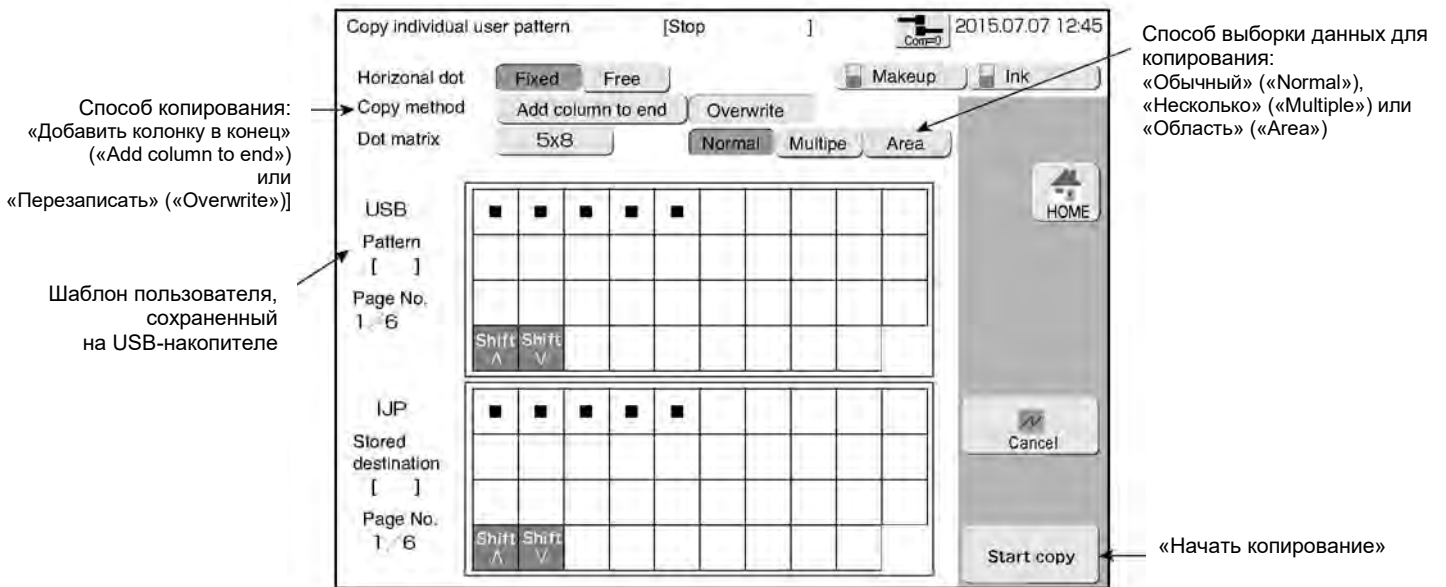 Copy individual user pattern [Stop ] Com=0 2015.07.07 12:45
Horizonal dot Fixed Free Makeup Ink
Copy method Add column to end Overwrite
Dot matrix 5x8 Normal Multipe Area
HOME
USB
Pattern
[ ]
Page No.
1/6
Shift Shift
Λ V
IJP
Stored
destination
[ ]
Page No.
1/6
Shift Shift
Λ V
Cancel
Start copy
Способ копирования:
«Добавить колонку в конец»
(«Add column to end»)
или
«Перезаписать» («Overwrite»)]
Шаблон пользователя,
сохраненный
на USB-накопителе
Способ выборки данных для
копирования:
«Обычный» («Normal»),
«Несколько» («Multiple») или
«Область» («Area»)
«Начать копирование»